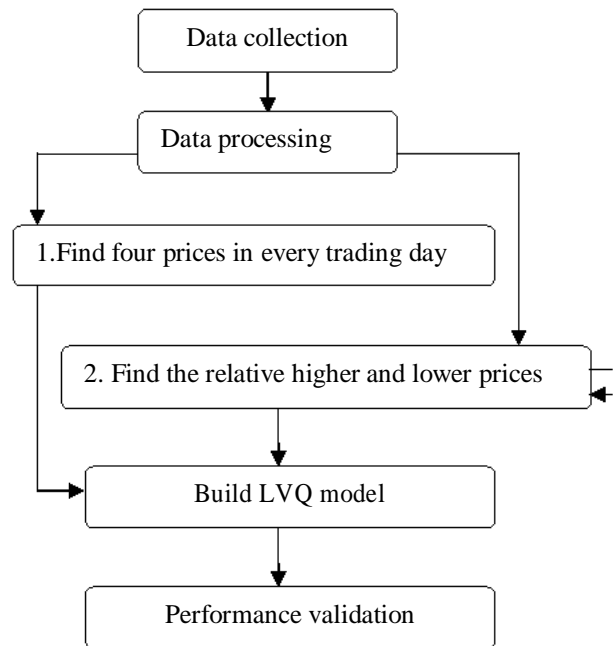 Data collection
Data processing
1.Find four prices in every trading day
2. Find the relative higher and lower prices
Build LVQ model
Performance validation